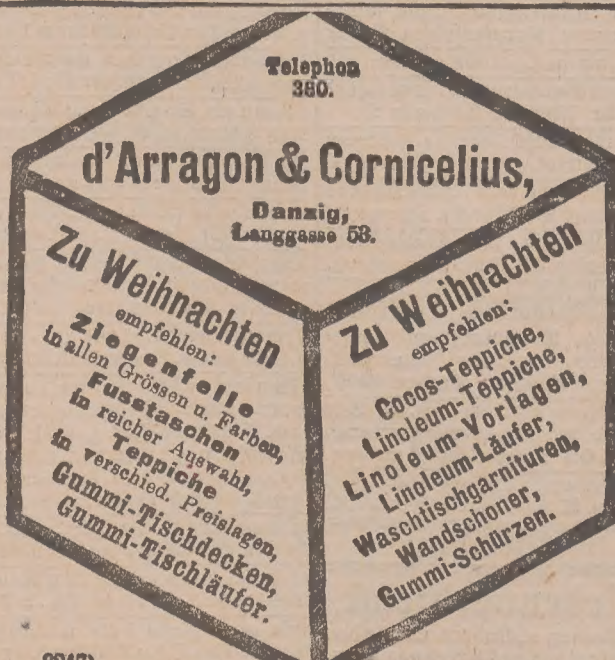 Telephon
380.
d'Arragon & Cornicelius,
Danzig,
Langgasse 53.
Zu Weihnachten
empfehlen:
Ziegenfelle
in allen Grössen u. Farben,
Fusstaschen
in reicher Auswahl,
Teppiche
in verschied. Preislagen,
Gummi-Tischdecken,
Gummi-Tischläufer.
Zu Weihnachten
empfehlen:
Cocos-Teppiche,
Linoleum-Teppiche,
Linoleum-Vorlagen,
Linoleum-Läufer,
Waschtischgarnituren,
Wandschoner,
Gummi-Schürzen.